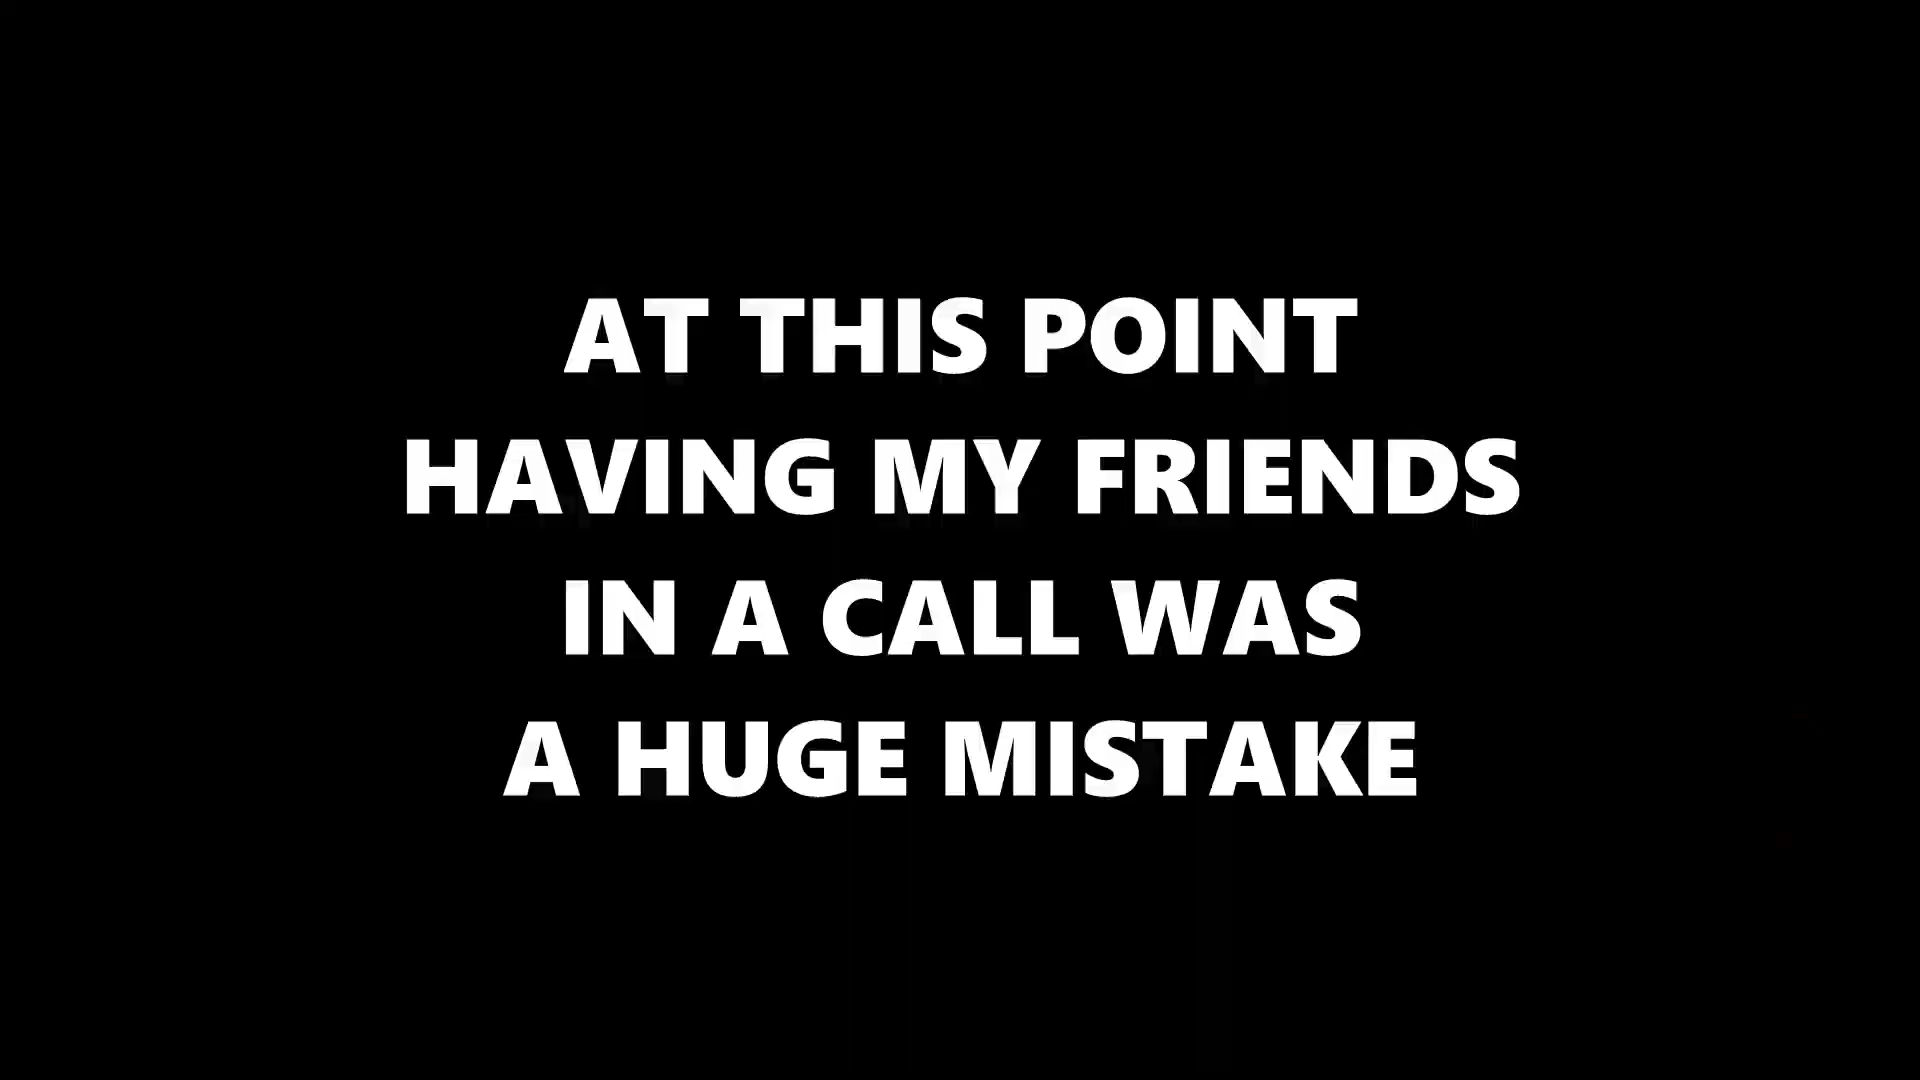 AT THIS POINT
HAVING MY FRIENDS
IN A CALL WAS
A HUGE MISTAKE